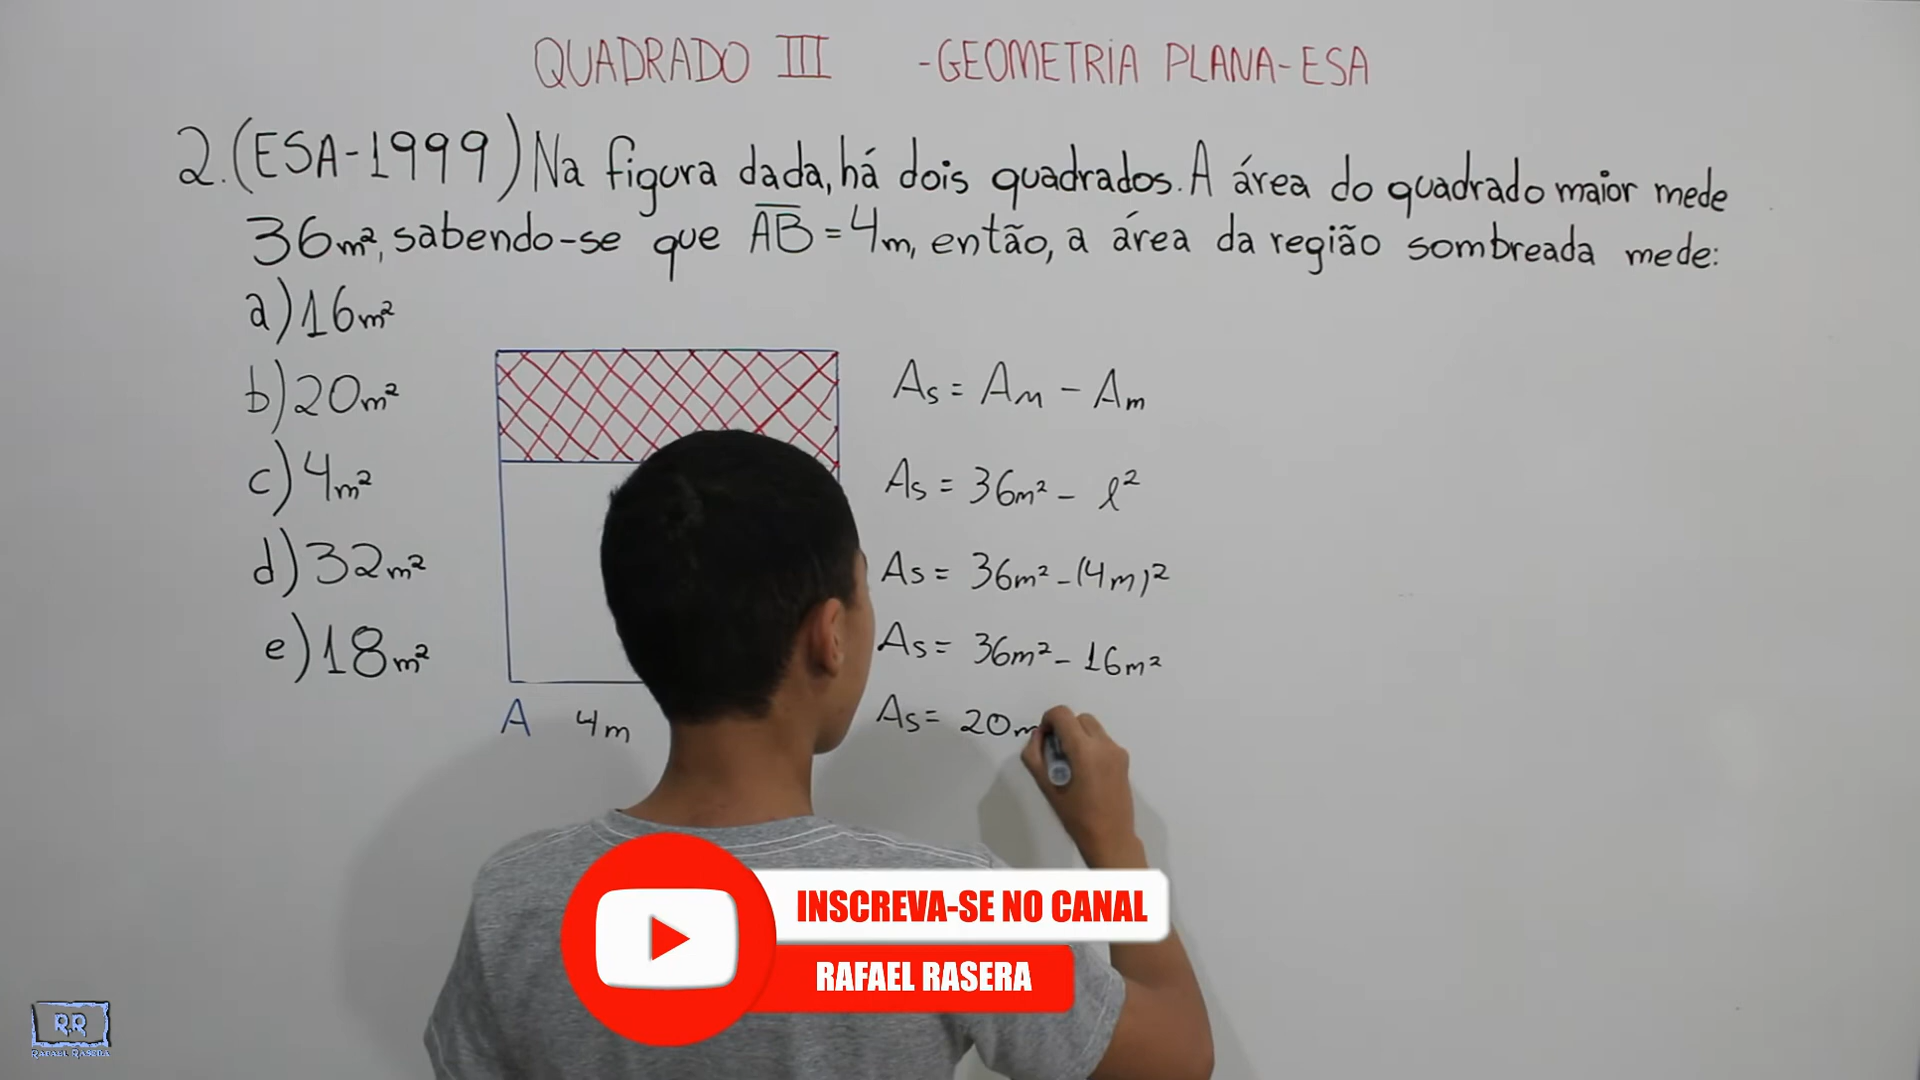 QUADRADO III -GEOMETRIA PLANA-ESA
2.(ESA-1999) Na figura dada, há dois quadrados. A área do quadrado maior mede
36m², sabendo-se que A͞B͞ = 4m, então, a área da região sombreada mede:
a) 16m²
b) 20m²
c) 4m²
d) 32m²
e) 18m²
A 4m
As = AM - Am
As = 36m² - l²
As = 36m² - (4m)²
As = 36m² - 16m²
As = 20m
INSCREVA-SE NO CANAL
RAFAEL RASERA
R.R
RAFAEL RASERA